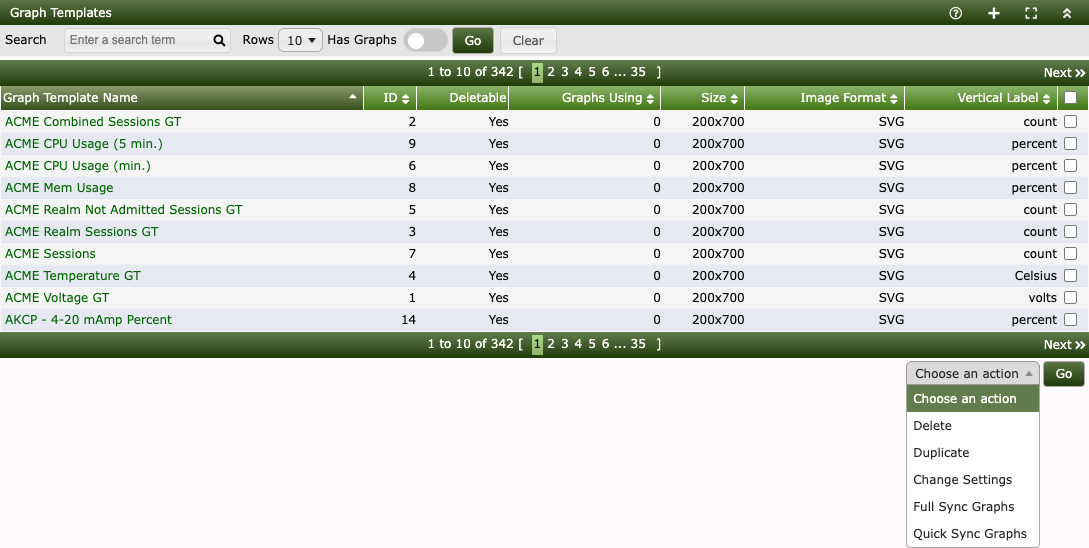 Graph Templates
Search Enter a search term Rows 10 Has Graphs Go Clear
1 to 10 of 342 [ 1 2 3 4 5 6 ... 35 ] Next
Graph Template Name ID Deletable Graphs Using Size Image Format Vertical Label
ACME Combined Sessions GT 2 Yes 0 200x700 SVG count
ACME CPU Usage (5 min.) 9 Yes 0 200x700 SVG percent
ACME CPU Usage (min.) 6 Yes 0 200x700 SVG percent
ACME Mem Usage 8 Yes 0 200x700 SVG percent
ACME Realm Not Admitted Sessions GT 5 Yes 0 200x700 SVG count
ACME Realm Sessions GT 3 Yes 0 200x700 SVG count
ACME Sessions 7 Yes 0 200x700 SVG count
ACME Temperature GT 4 Yes 0 200x700 SVG Celsius
ACME Voltage GT 1 Yes 0 200x700 SVG volts
AKCP - 4-20 mAmp Percent 14 Yes 0 200x700 SVG percent
1 to 10 of 342 [ 1 2 3 4 5 6 ... 35 ] Next
Choose an action Go
Choose an action
Delete
Duplicate
Change Settings
Full Sync Graphs
Quick Sync Graphs